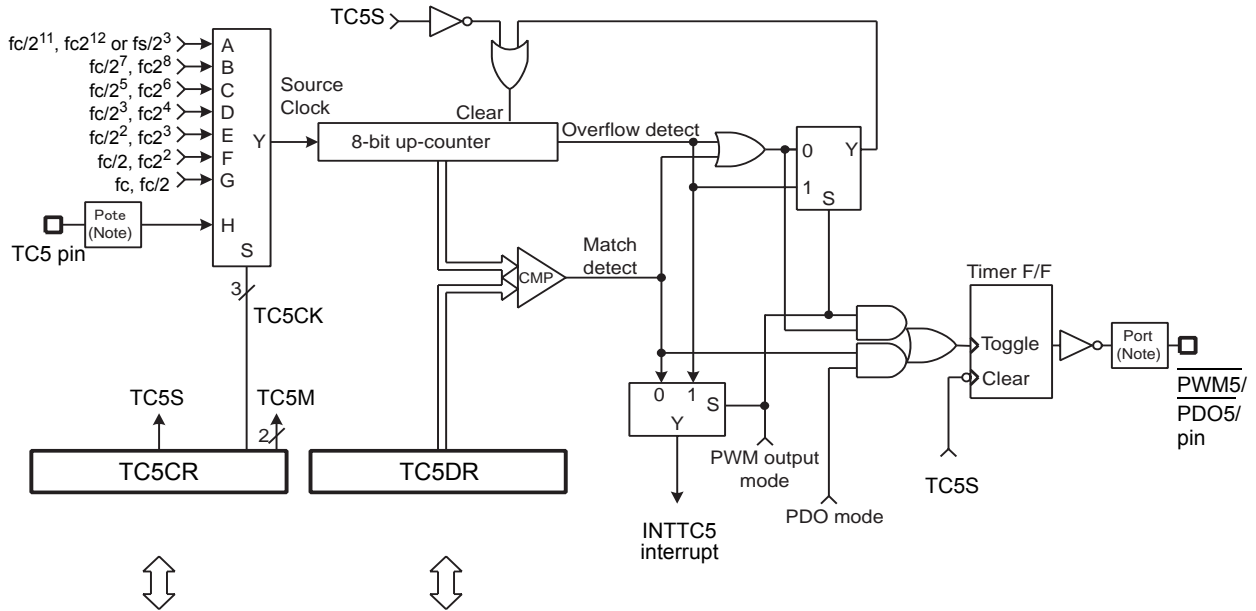 TC5S
fc/2¹¹, fc2¹² or fs/2³
fc/2⁷, fc2⁸
fc/2⁵, fc2⁶
fc/2³, fc2⁴
fc/2², fc2³
fc/2, fc2²
fc, fc/2
A
B
C
D
E
F
G
H
Y
S
Source
Clock
Clear
8-bit up-counter
Overflow detect
0
1
Y
S
Pote
(Note)
TC5 pin
CMP
Match
detect
3
TC5CK
Timer F/F
Toggle
Clear
Port
(Note)
PWM5/
PDO5/
pin
TC5S
TC5M
2
0
1
S
Y
TC5CR
TC5DR
PWM output
mode
PDO mode
TC5S
INTTC5
interrupt